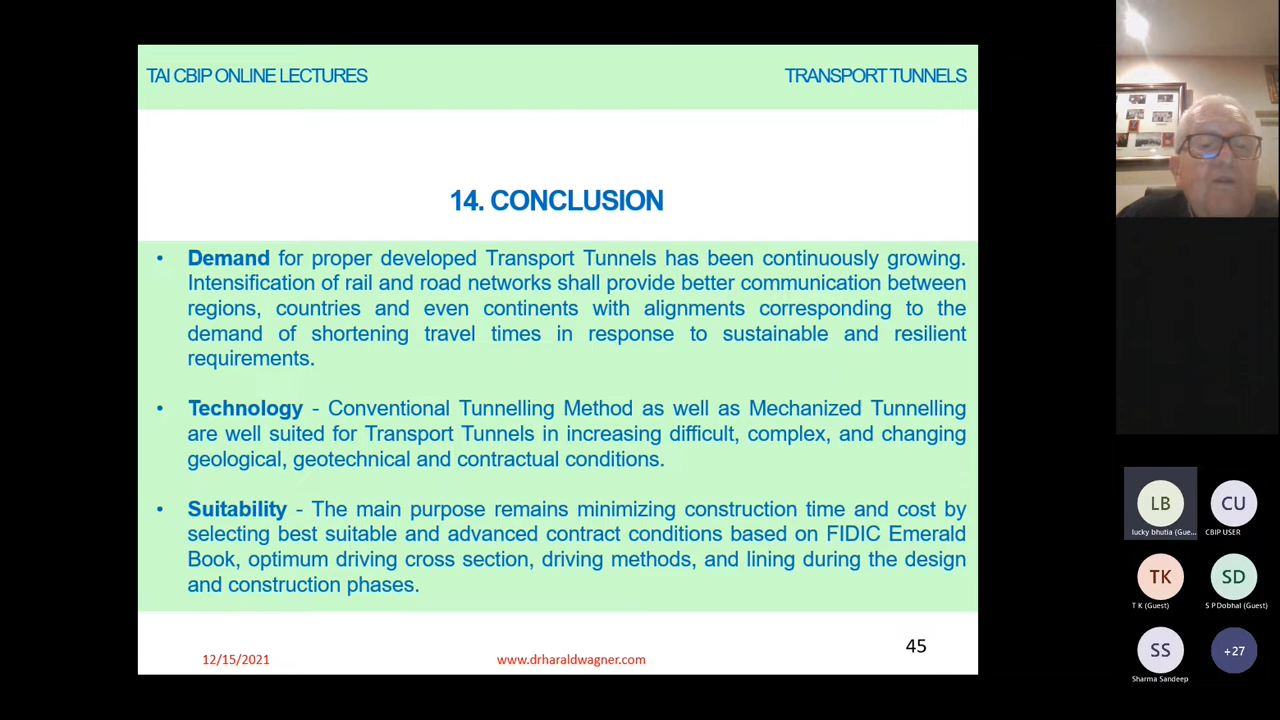 TAI CBIP ONLINE LECTURES
TRANSPORT TUNNELS
14. CONCLUSION
• Demand for proper developed Transport Tunnels has been continuously growing.
Intensification of rail and road networks shall provide better communication between
regions, countries and even continents with alignments corresponding to the
demand of shortening travel times in response to sustainable and resilient
requirements.
• Technology - Conventional Tunnelling Method as well as Mechanized Tunnelling
are well suited for Transport Tunnels in increasing difficult, complex, and changing
geological, geotechnical and contractual conditions.
• Suitability - The main purpose remains minimizing construction time and cost by
selecting best suitable and advanced contract conditions based on FIDIC Emerald
Book, optimum driving cross section, driving methods, and lining during the design
and construction phases.
12/15/2021
www.drharaldwagner.com
45
LB
CU
lucky bhutia (Gue...
CBIP USER
TK
SD
T K (Guest)
S P Dobhal (Guest)
SS
+27
Sharma Sandeep